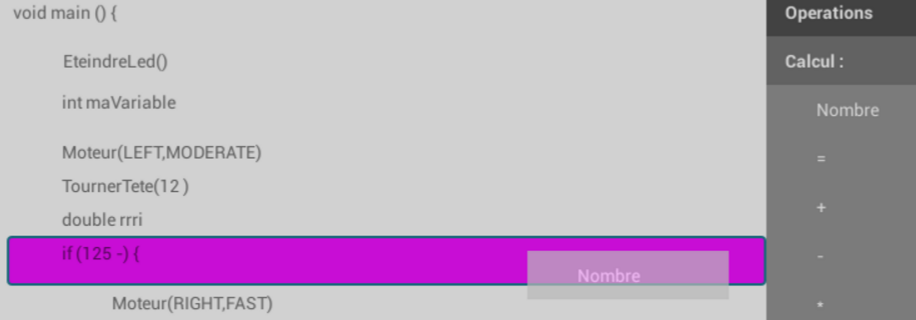 void main () {
EteindreLed()
int maVariable
Moteur(LEFT,MODERATE)
TournerTete(12 )
double rrri
if (125 -) {
Nombre
Moteur(RIGHT,FAST)
Operations
Calcul :
Nombre
=
+
-
*